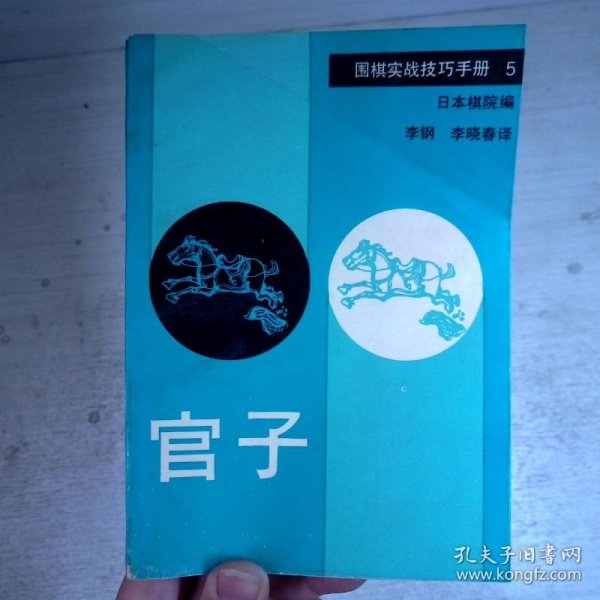 围棋实战技巧手册 5
日本棋院编
李钢 李晓春译
官子
孔夫子旧书网
www.kongfz.com